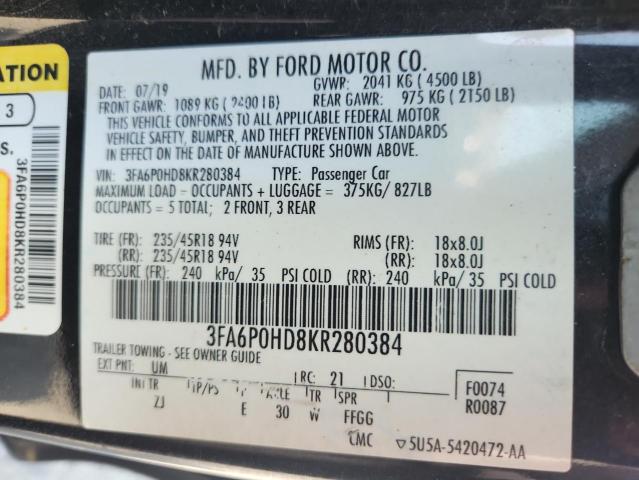 ATION
3
S.
3FA6P0HD8KR280384
MFD. BY FORD MOTOR CO.
DATE: 07/19 GVWR: 2041 KG (4500 LB)
FRONT GAWR: 1089 KG (2400 LB) REAR GAWR: 975 KG (2150 LB)
THIS VEHICLE CONFORMS TO ALL APPLICABLE FEDERAL MOTOR
VEHICLE SAFETY, BUMPER, AND THEFT PREVENTION STANDARDS
IN EFFECT ON THE DATE OF MANUFACTURE SHOWN ABOVE.
VIN: 3FA6P0HD8KR280384 TYPE: Passenger Car
MAXIMUM LOAD = OCCUPANTS + LUGGAGE = 375KG/ 827LB
OCCUPANTS = 5 TOTAL; 2 FRONT, 3 REAR
TIRE (FR): 235/45R18 94V RIMS (FR): 18x8.0J
(RR): 235/45R18 94V (RR): 18x8.0J
PRESSURE (FR): 240 kPa/ 35 PSI COLD (RR): 240 kPa/ 35 PSI COLD
3FA6P0HD8KR280384
TRAILER TOWING - SEE OWNER GUIDE
EXT PNT: UM RC: 21 DSO: F0074
INT TR TP/PS AXLE TR SPR R0087
ZJ E 30 W FFGG
CMC ▽5U5A-5420472-AA